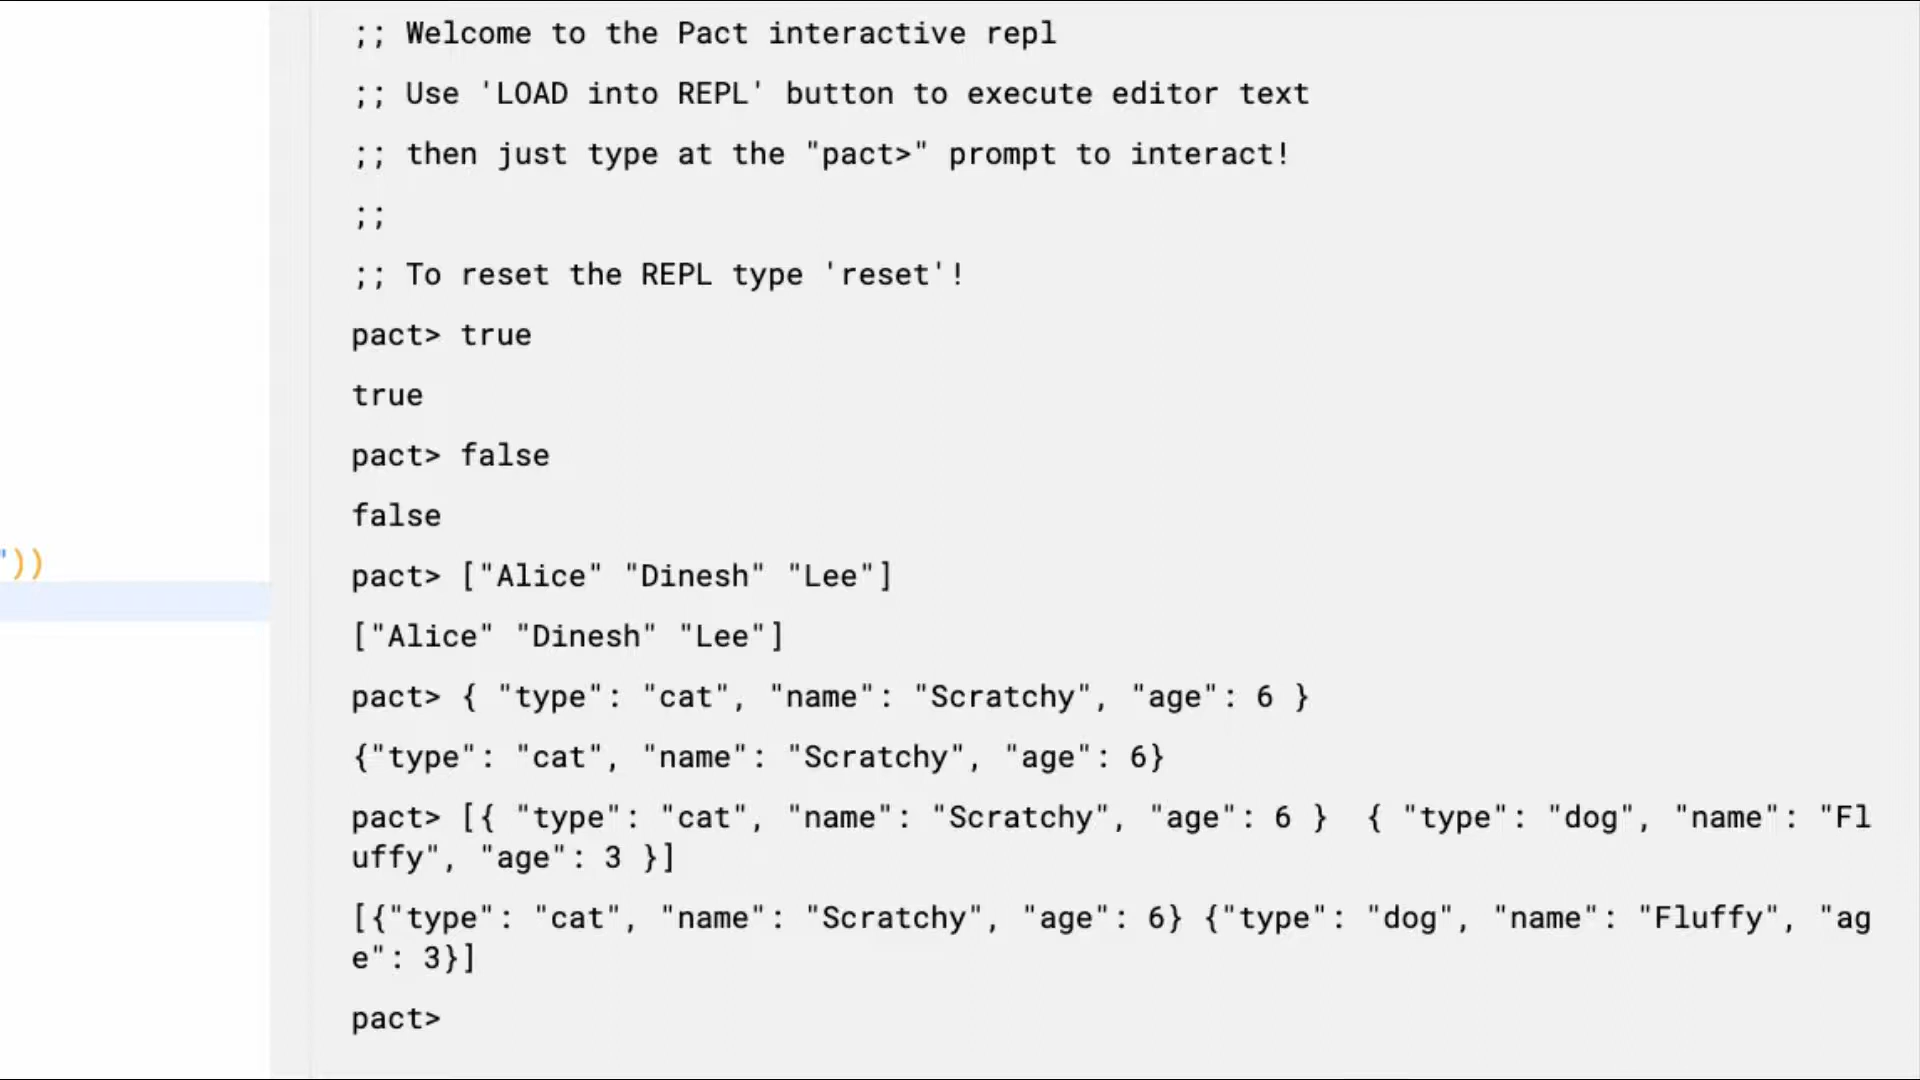 ;; Welcome to the Pact interactive repl
;; Use 'LOAD into REPL' button to execute editor text
;; then just type at the "pact>" prompt to interact!
;;
;; To reset the REPL type 'reset'!
pact> true
true
pact> false
false
"))
pact> ["Alice" "Dinesh" "Lee"]
["Alice" "Dinesh" "Lee"]
pact> { "type": "cat", "name": "Scratchy", "age": 6 }
{"type": "cat", "name": "Scratchy", "age": 6}
pact> [{ "type": "cat", "name": "Scratchy", "age": 6 }  { "type": "dog", "name": "Fl
uffy", "age": 3 }]
[{"type": "cat", "name": "Scratchy", "age": 6} {"type": "dog", "name": "Fluffy", "ag
e": 3}]
pact>